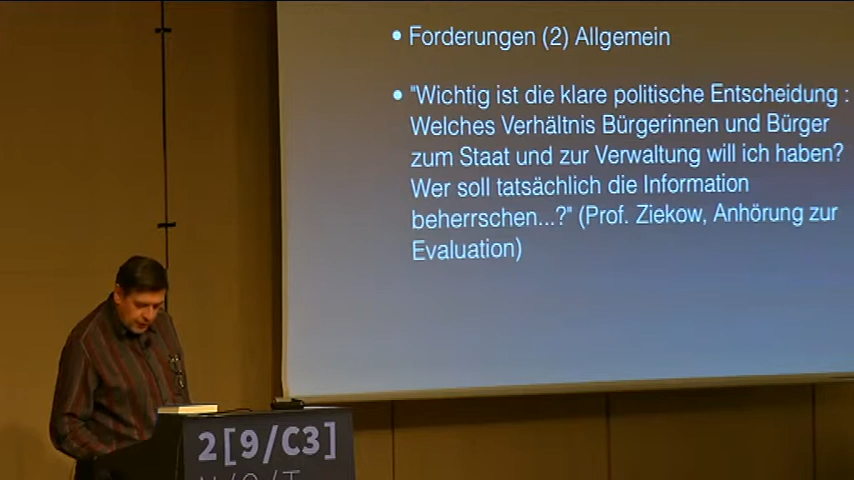 • Forderungen (2) Allgemein
• "Wichtig ist die klare politische Entscheidung :
Welches Verhältnis Bürgerinnen und Bürger
zum Staat und zur Verwaltung will ich haben?
Wer soll tatsächlich die Information
beherrschen...?" (Prof. Ziekow, Anhörung zur
Evaluation)
2[9/C3]